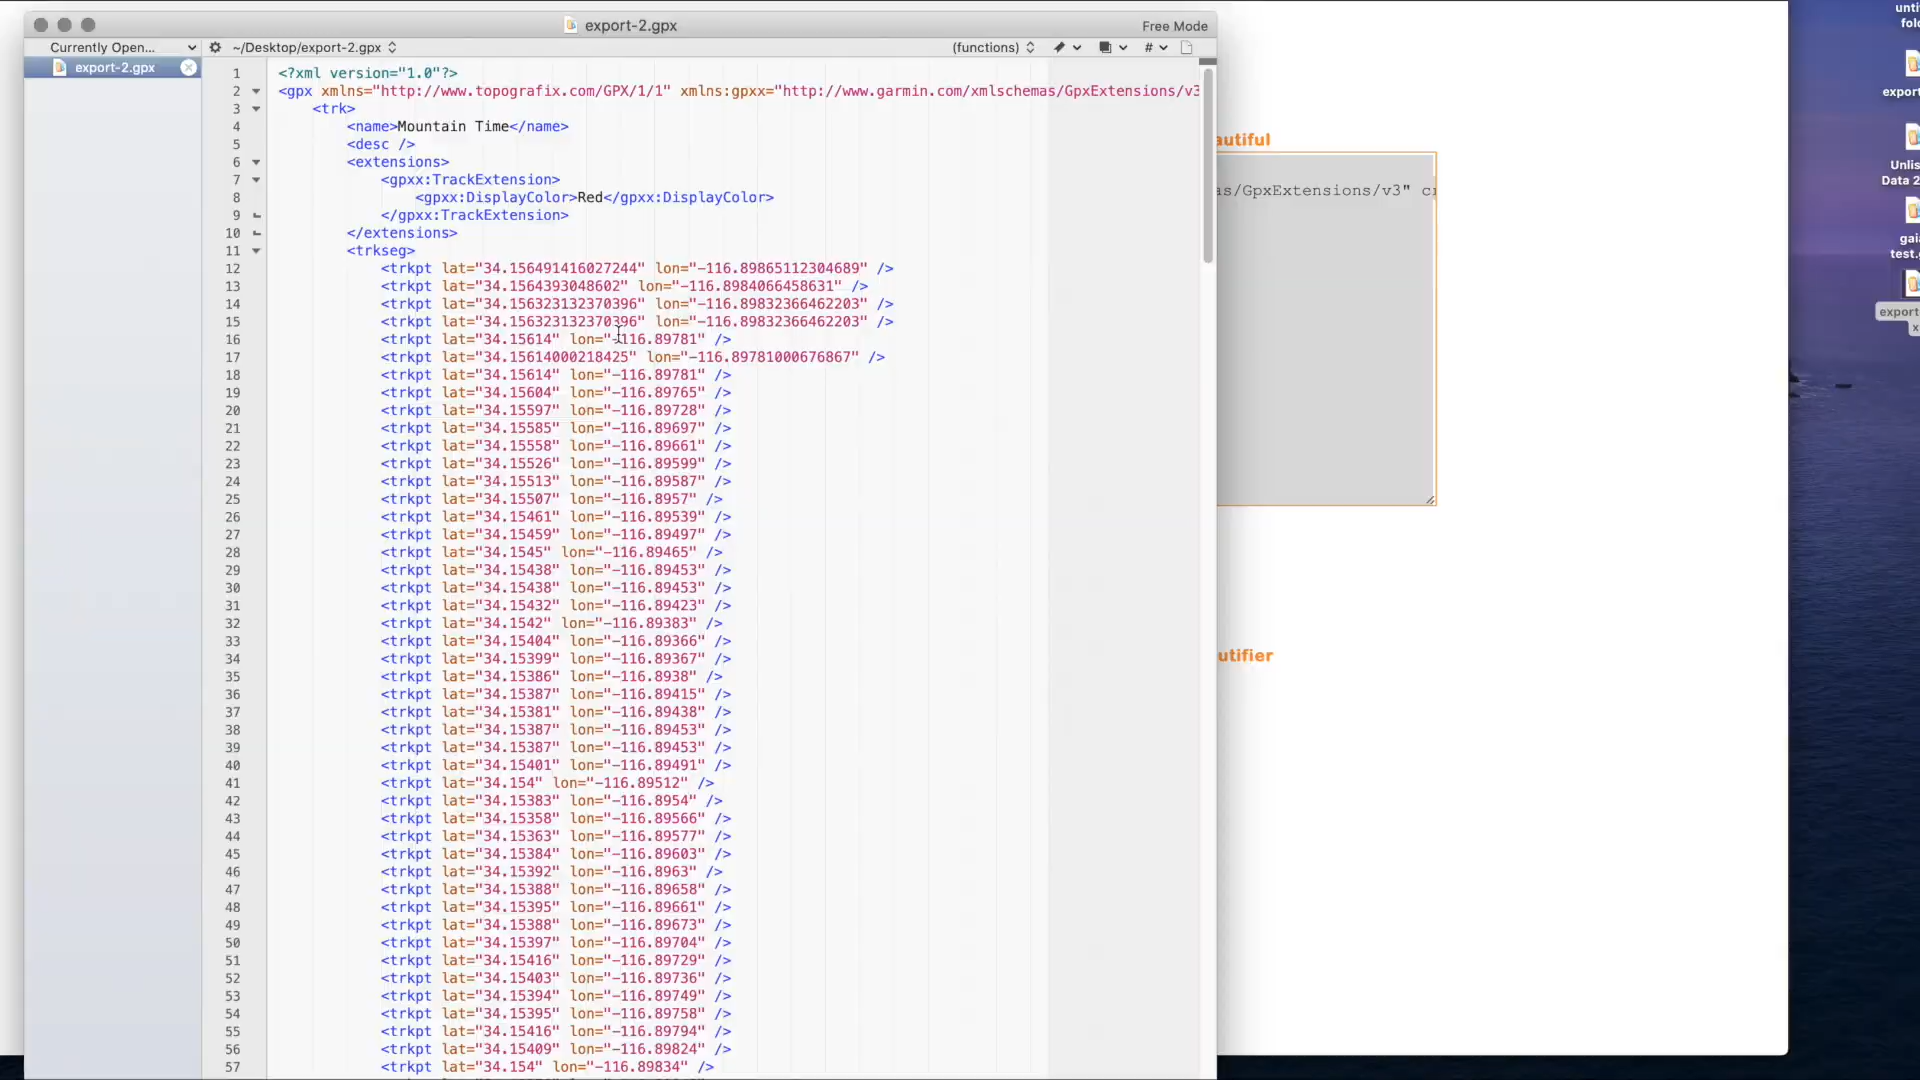 export-2.gpx
Free Mode
Currently Open...
~/Desktop/export-2.gpx
(functions)
#
export-2.gpx
1 <?xml version="1.0"?>
2 <gpx xmlns="http://www.topografix.com/GPX/1/1" xmlns:gpxx="http://www.garmin.com/xmlschemas/GpxExtensions/v3
3 <trk>
4 <name>Mountain Time</name>
5 <desc />
6 <extensions>
7 <gpxx:TrackExtension>
8 <gpxx:DisplayColor>Red</gpxx:DisplayColor>
9 </gpxx:TrackExtension>
10 </extensions>
11 <trkseg>
12 <trkpt lat="34.156491416027244" lon="-116.89865112304689" />
13 <trkpt lat="34.1564393048602" lon="-116.8984066458631" />
14 <trkpt lat="34.156323132370396" lon="-116.89832366462203" />
15 <trkpt lat="34.156323132370396" lon="-116.89832366462203" />
16 <trkpt lat="34.15614" lon="-116.89781" />
17 <trkpt lat="34.15614000218425" lon="-116.89781000676867" />
18 <trkpt lat="34.15614" lon="-116.89781" />
19 <trkpt lat="34.15604" lon="-116.89765" />
20 <trkpt lat="34.15597" lon="-116.89728" />
21 <trkpt lat="34.15585" lon="-116.89697" />
22 <trkpt lat="34.15558" lon="-116.89661" />
23 <trkpt lat="34.15526" lon="-116.89599" />
24 <trkpt lat="34.15513" lon="-116.89587" />
25 <trkpt lat="34.15507" lon="-116.8957" />
26 <trkpt lat="34.15461" lon="-116.89539" />
27 <trkpt lat="34.15459" lon="-116.89497" />
28 <trkpt lat="34.1545" lon="-116.89465" />
29 <trkpt lat="34.15438" lon="-116.89453" />
30 <trkpt lat="34.15438" lon="-116.89453" />
31 <trkpt lat="34.15432" lon="-116.89423" />
32 <trkpt lat="34.1542" lon="-116.89383" />
33 <trkpt lat="34.15404" lon="-116.89366" />
34 <trkpt lat="34.15399" lon="-116.89367" />
35 <trkpt lat="34.15386" lon="-116.8938" />
36 <trkpt lat="34.15387" lon="-116.89415" />
37 <trkpt lat="34.15381" lon="-116.89438" />
38 <trkpt lat="34.15387" lon="-116.89453" />
39 <trkpt lat="34.15387" lon="-116.89453" />
40 <trkpt lat="34.15401" lon="-116.89491" />
41 <trkpt lat="34.154" lon="-116.89512" />
42 <trkpt lat="34.15383" lon="-116.8954" />
43 <trkpt lat="34.15358" lon="-116.89566" />
44 <trkpt lat="34.15363" lon="-116.89577" />
45 <trkpt lat="34.15384" lon="-116.89603" />
46 <trkpt lat="34.15392" lon="-116.8963" />
47 <trkpt lat="34.15388" lon="-116.89658" />
48 <trkpt lat="34.15395" lon="-116.89661" />
49 <trkpt lat="34.15388" lon="-116.89673" />
50 <trkpt lat="34.15397" lon="-116.89704" />
51 <trkpt lat="34.15416" lon="-116.89729" />
52 <trkpt lat="34.15403" lon="-116.89736" />
53 <trkpt lat="34.15394" lon="-116.89749" />
54 <trkpt lat="34.15395" lon="-116.89758" />
55 <trkpt lat="34.15416" lon="-116.89794" />
56 <trkpt lat="34.15409" lon="-116.89824" />
57 <trkpt lat="34.154" lon="-116.89834" />
autiful
as/GpxExtensions/v3" c
utifier
unti
fol
export
Unlis
Data 2
gaia
test.g
export
x